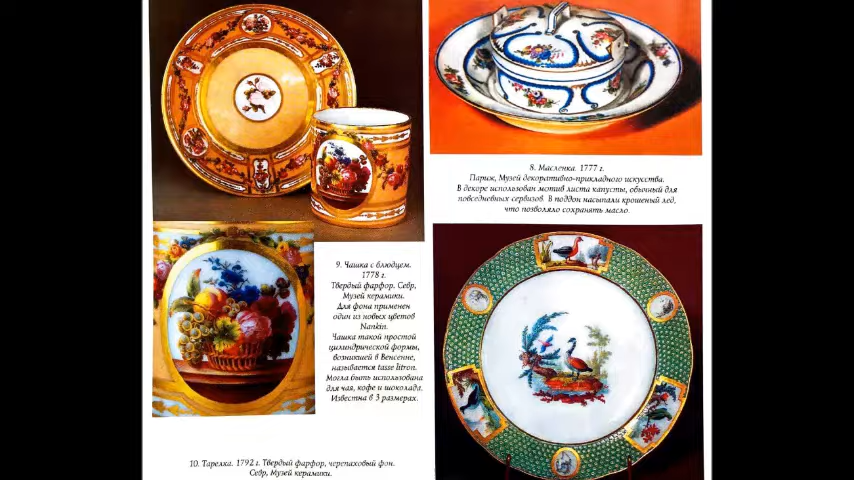 8. Масленка. 1777 г.
Париж, Музей декоративно-прикладного искусства.
В декоре использован мотив листа капусты, обычный для
повседневных сервизов. В поддон насыпали крошеный лед,
что позволяло сохранять масло.
9. Чашка с блюдцем.
1778 г.
Твердый фарфор. Севр,
Музей керамики.
Для фона применен
один из новых цветов
Nankin.
Чашка такой простой
цилиндрической формы,
возникшей в Венсенне,
называется tasse litron.
Могла быть использована
для чая, кофе и шоколада.
Известна в 3 размерах.
10. Тарелка. 1792 г. Твердый фарфор, черепаховый фон.
Севр, Музей керамики.